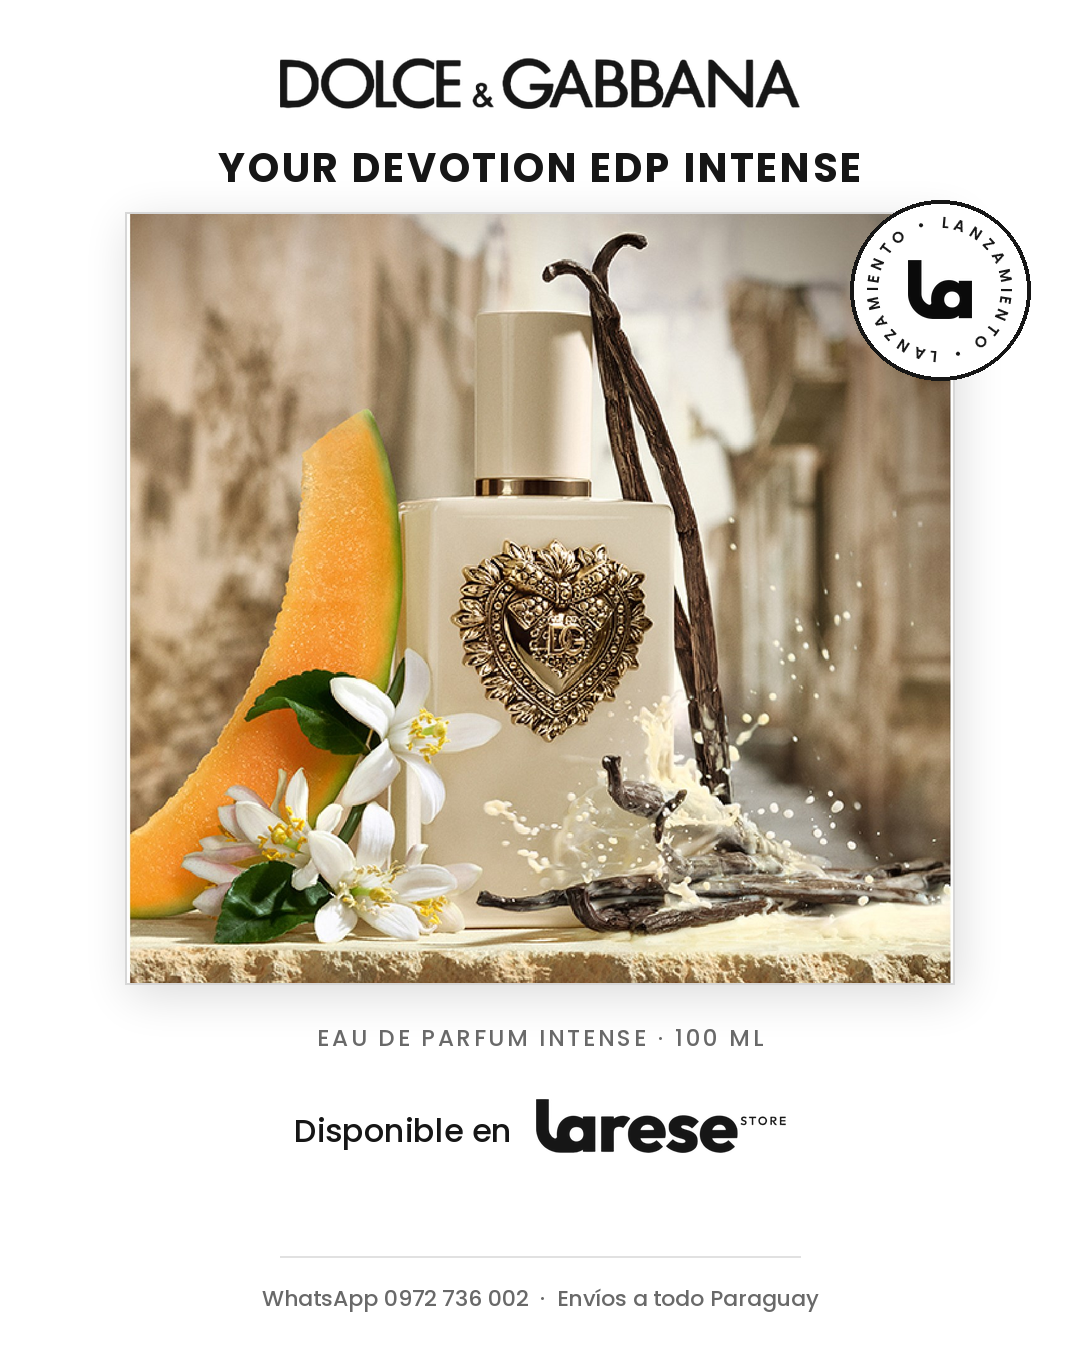 DOLCE & GABBANA
YOUR DEVOTION EDP INTENSE
LANZAMIENTO • LANZAMIENTO •
la
DG
EAU DE PARFUM INTENSE · 100 ML
Disponible en larese STORE
WhatsApp 0972 736 002 · Envíos a todo Paraguay